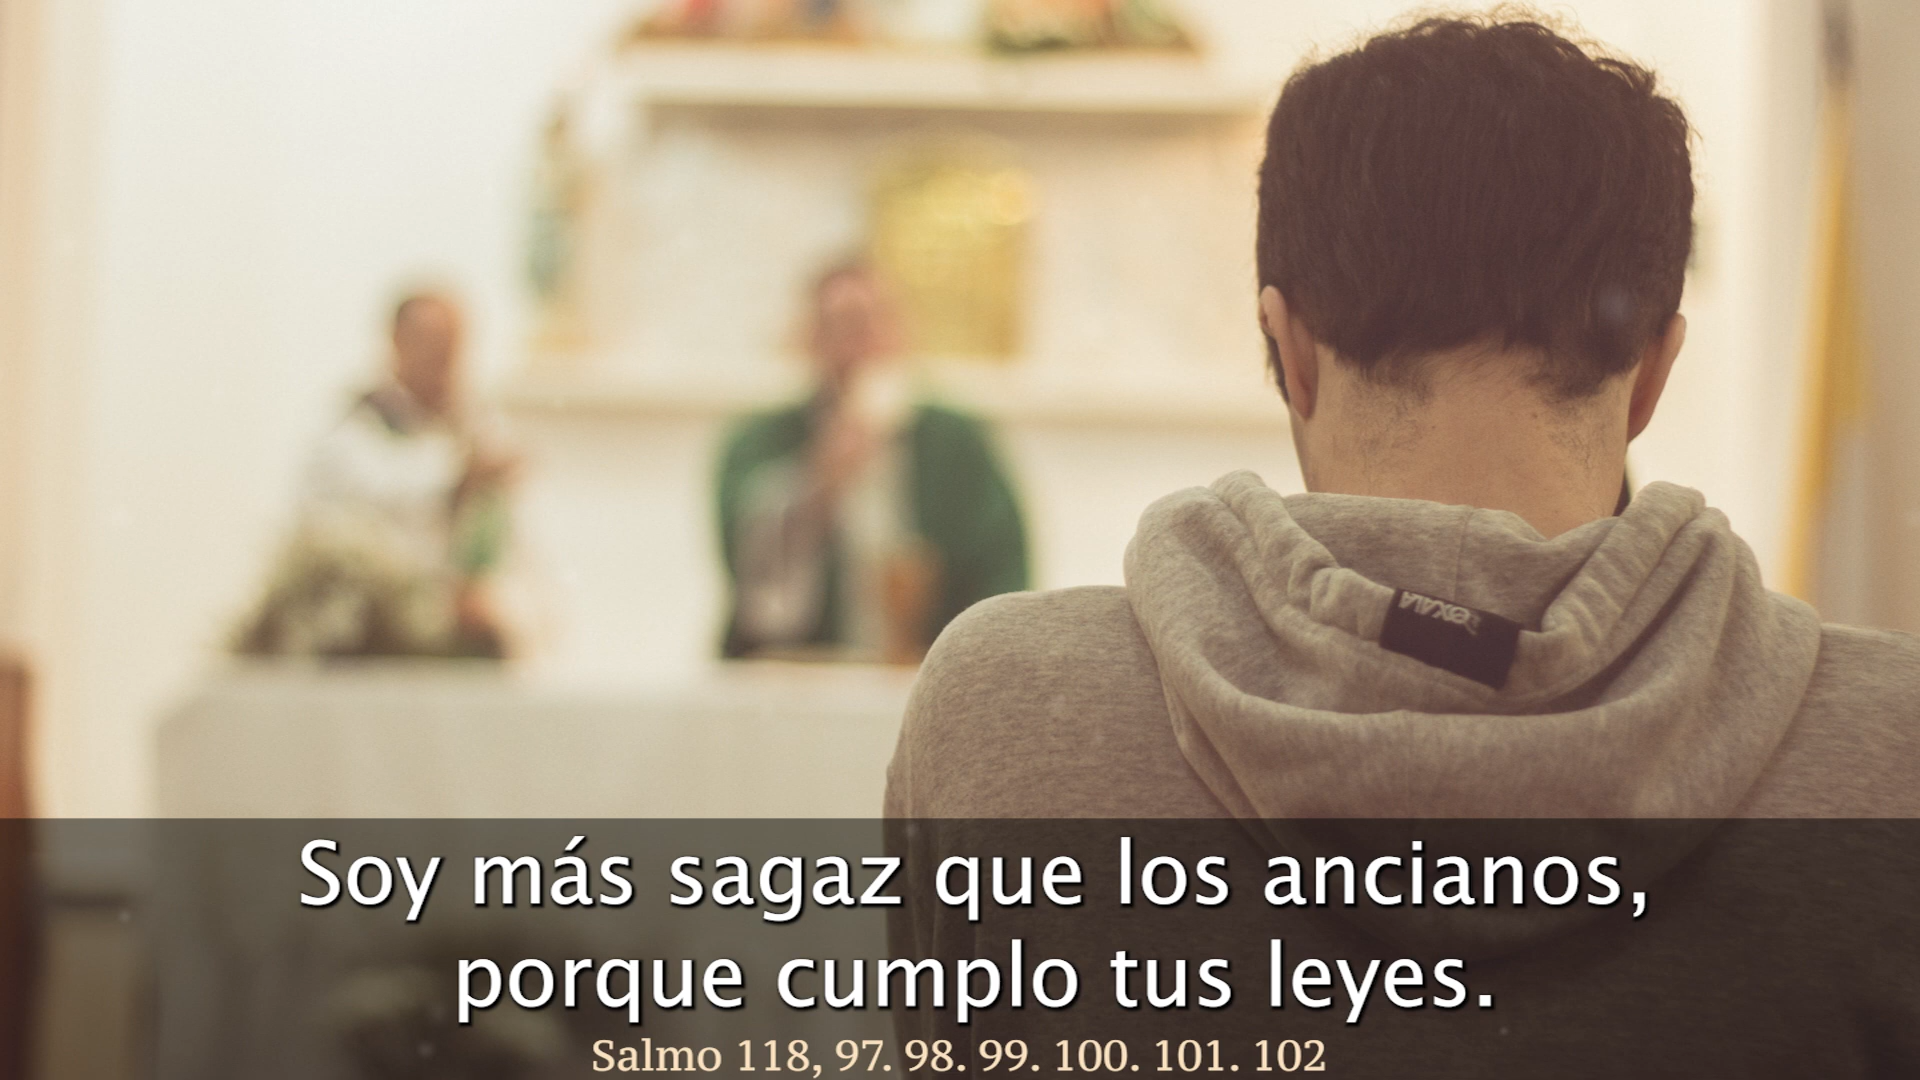 Soy más sagaz que los ancianos,
porque cumplo tus leyes.
Salmo 118, 97. 98. 99. 100. 101. 102